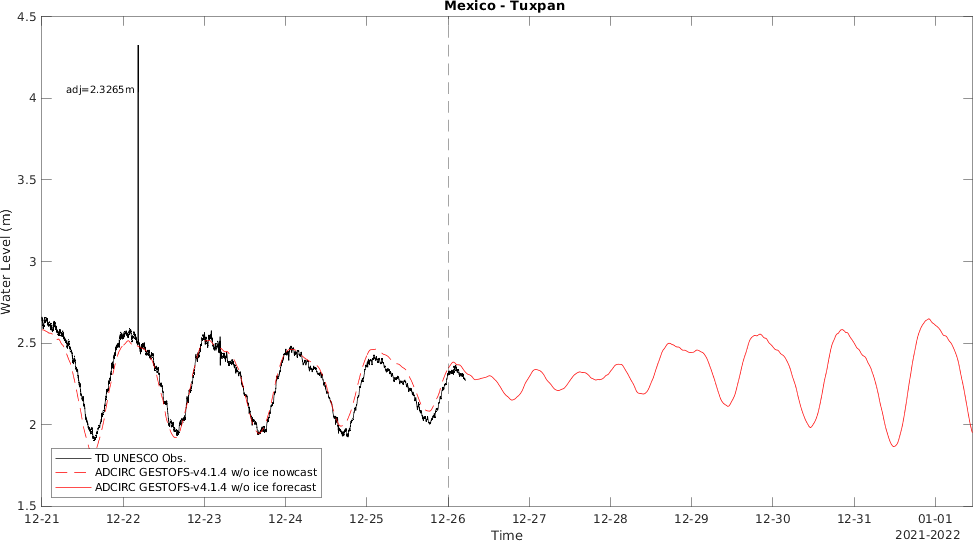 Mexico - Tuxpan
4.5
4
3.5
3
2.5
2
1.5
Water Level (m)
adj=2.3265m
TD UNESCO Obs.
ADCIRC GESTOFS-v4.1.4 w/o ice nowcast
ADCIRC GESTOFS-v4.1.4 w/o ice forecast
12-21 12-22 12-23 12-24 12-25 12-26 12-27 12-28 12-29 12-30 12-31 01-01
Time
2021-2022